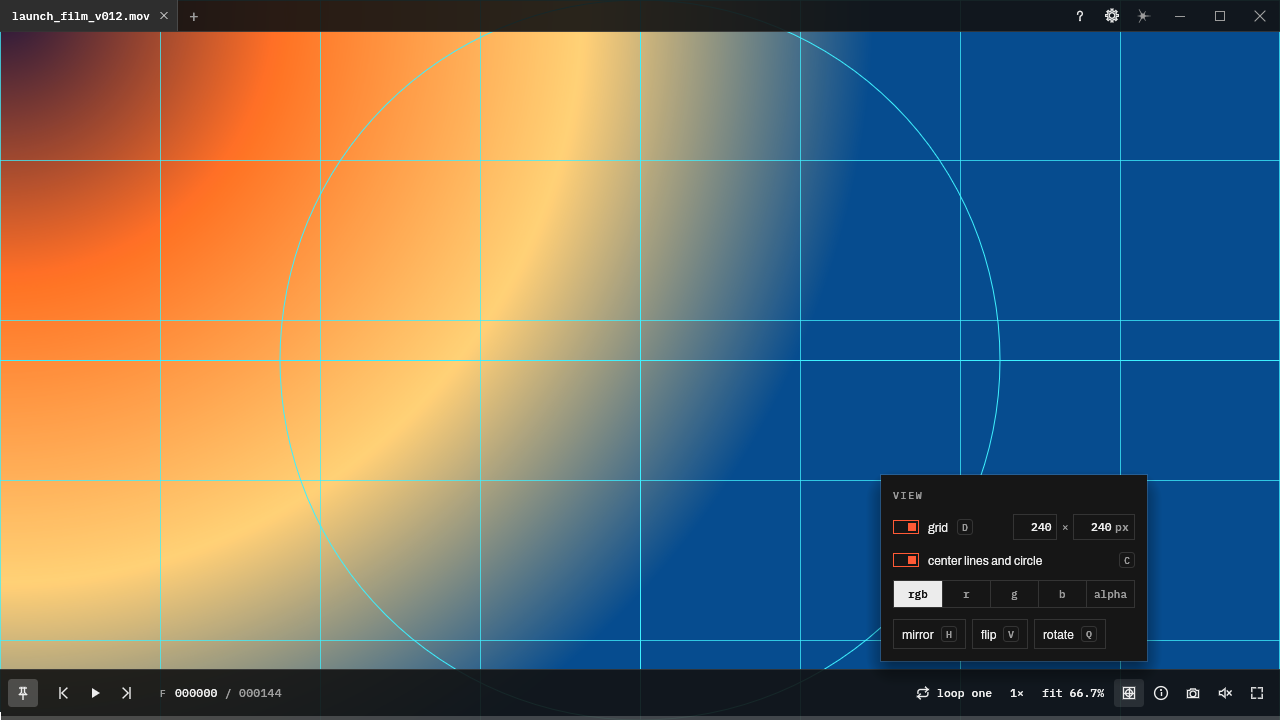 launch_film_v012.mov × + ?
VIEW
grid D 240 × 240 px
center lines and circle C
rgb r g b alpha
mirror H flip V rotate Q
F 000000 / 000144 loop one 1× fit 66.7%